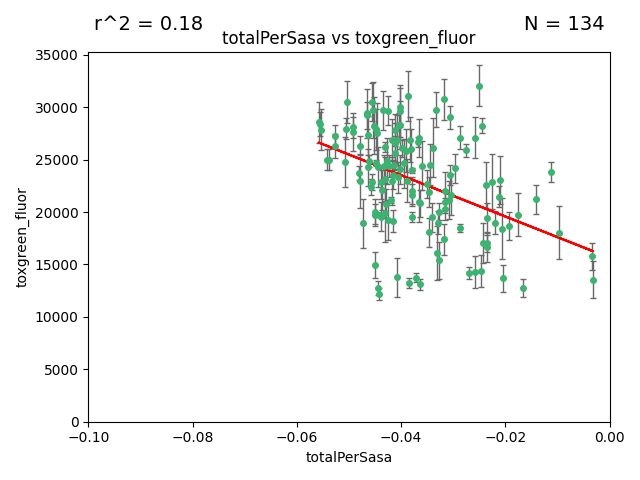 r^2 = 0.18
N = 134
totalPerSasa vs toxgreen_fluor
35000
30000
25000
20000
15000
10000
5000
0
toxgreen_fluor
−0.10
−0.08
−0.06
−0.04
−0.02
0.00
totalPerSasa